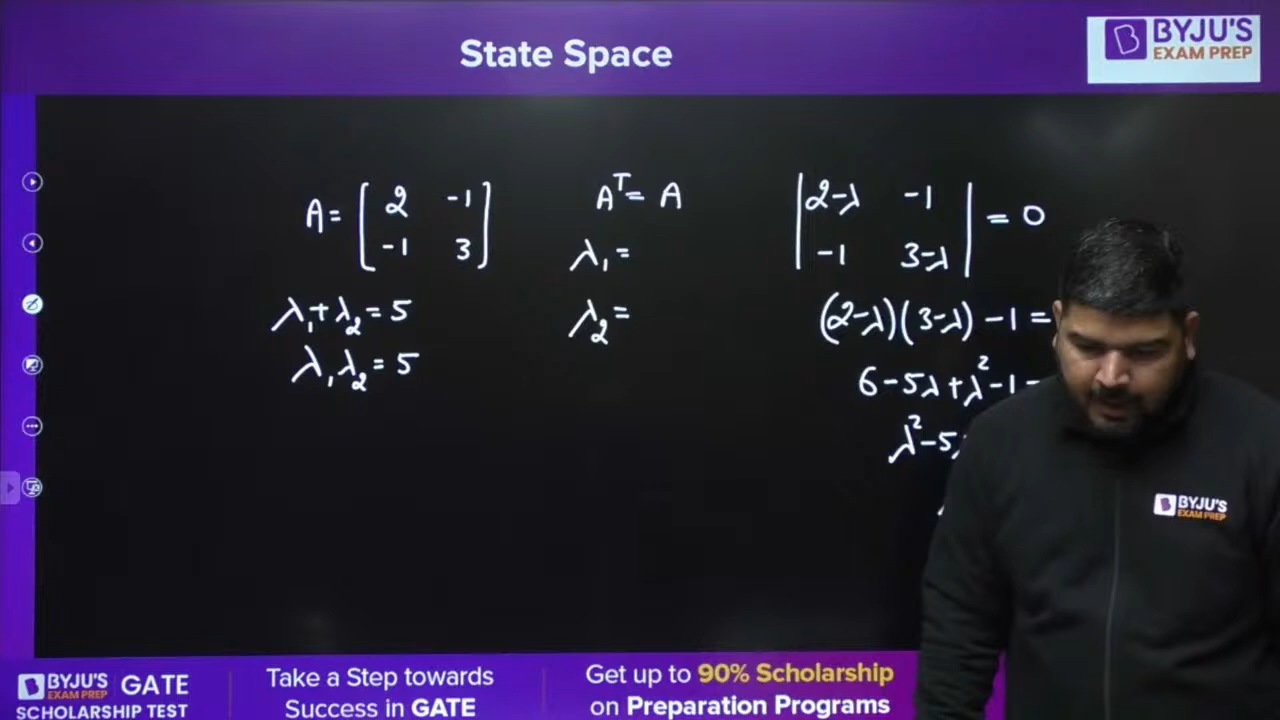 State Space
BYJU'S
EXAM PREP
A = [ 2 -1
-1 3 ]
λ₁+λ₂ = 5
λ₁λ₂ = 5
Aᵀ = A
λ₁ =
λ₂ =
| 2-λ -1
-1 3-λ | = 0
(2-λ)(3-λ) -1 =
6-5λ+λ²-1
λ²-5
BYJU'S
EXAM PREP
BYJU'S
EXAM PREP
GATE
SCHOLARSHIP TEST
Take a Step towards
Success in GATE
Get up to 90% Scholarship
on Preparation Programs